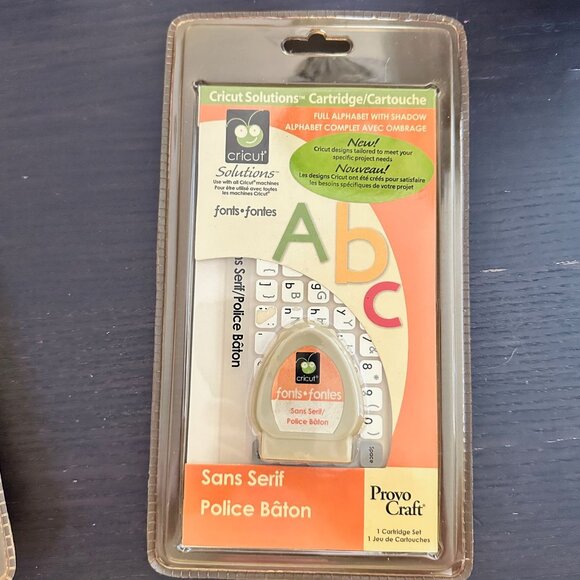 Cricut Solutions™ Cartridge/Cartouche
FULL ALPHABET WITH SHADOW
ALPHABET COMPLET AVEC OMBRAGE
cricut
Solutions™
Use with all Cricut® machines
Pour être utilisé avec toutes
les machines Cricut®
fonts•fontes
New!
Cricut designs tailored to meet your
specific project needs
Nouveau!
Les designs Cricut ont été créés pour satisfaire
les besoins spécifiques de votre projet
Abc
ns Serif/Police Bâton
cricut
fonts•fontes
Sans Serif/
Police Bâton
Space
Sans Serif
Police Bâton
Provo
Craft®
1 Cartridge Set
1 Jeu de Cartouches